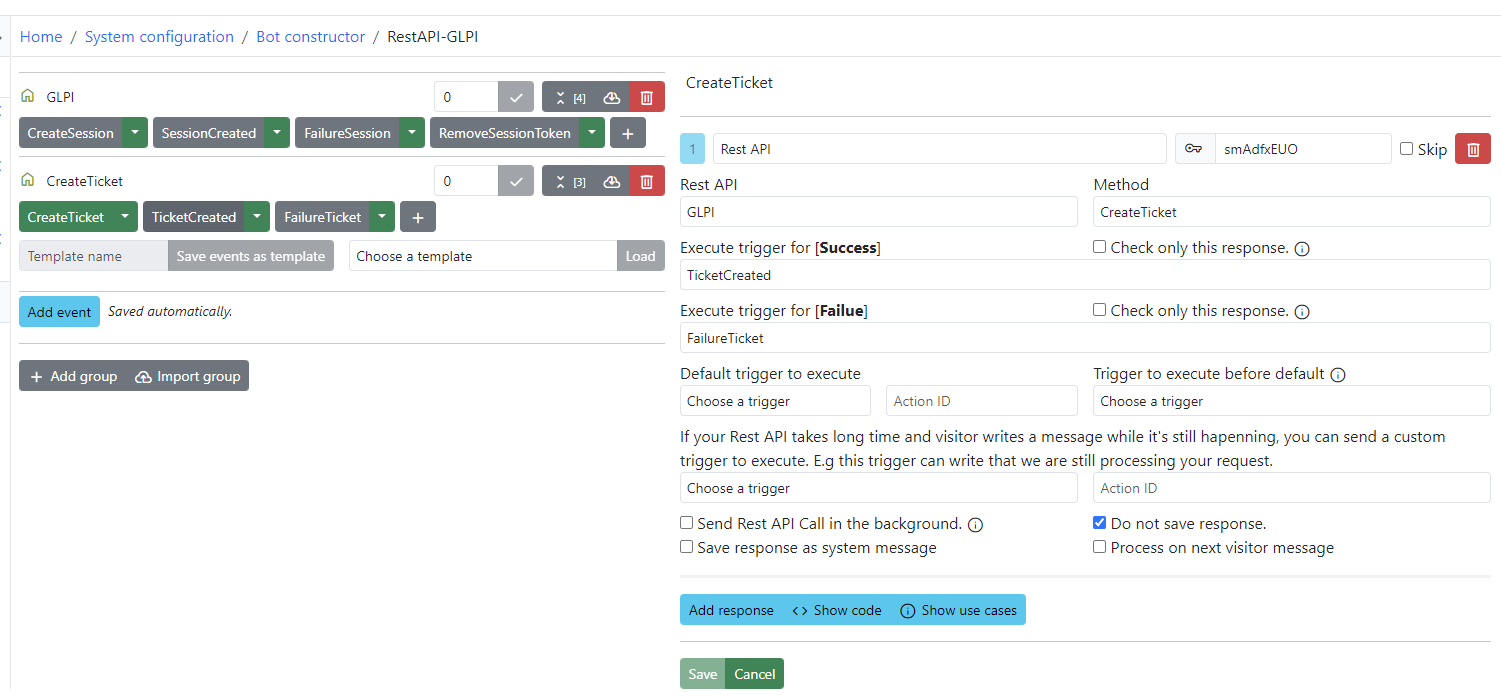 Home / System configuration / Bot constructor / RestAPI-GLPI
GLPI 0 [4]
CreateSession SessionCreated FailureSession RemoveSessionToken +
CreateTicket 0 [3]
CreateTicket TicketCreated FailureTicket +
Template name Save events as template Choose a template Load
Add event Saved automatically.
+ Add group Import group
CreateTicket
1 Rest API smAdfxEUO Skip
Rest API Method
GLPI CreateTicket
Execute trigger for [Success] Check only this response.
TicketCreated
Execute trigger for [Failue] Check only this response.
FailureTicket
Default trigger to execute Trigger to execute before default
Choose a trigger Action ID Choose a trigger
If your Rest API takes long time and visitor writes a message while it's still hapenning, you can send a custom
trigger to execute. E.g this trigger can write that we are still processing your request.
Choose a trigger Action ID
Send Rest API Call in the background. Do not save response.
Save response as system message Process on next visitor message
Add response <> Show code Show use cases
Save Cancel